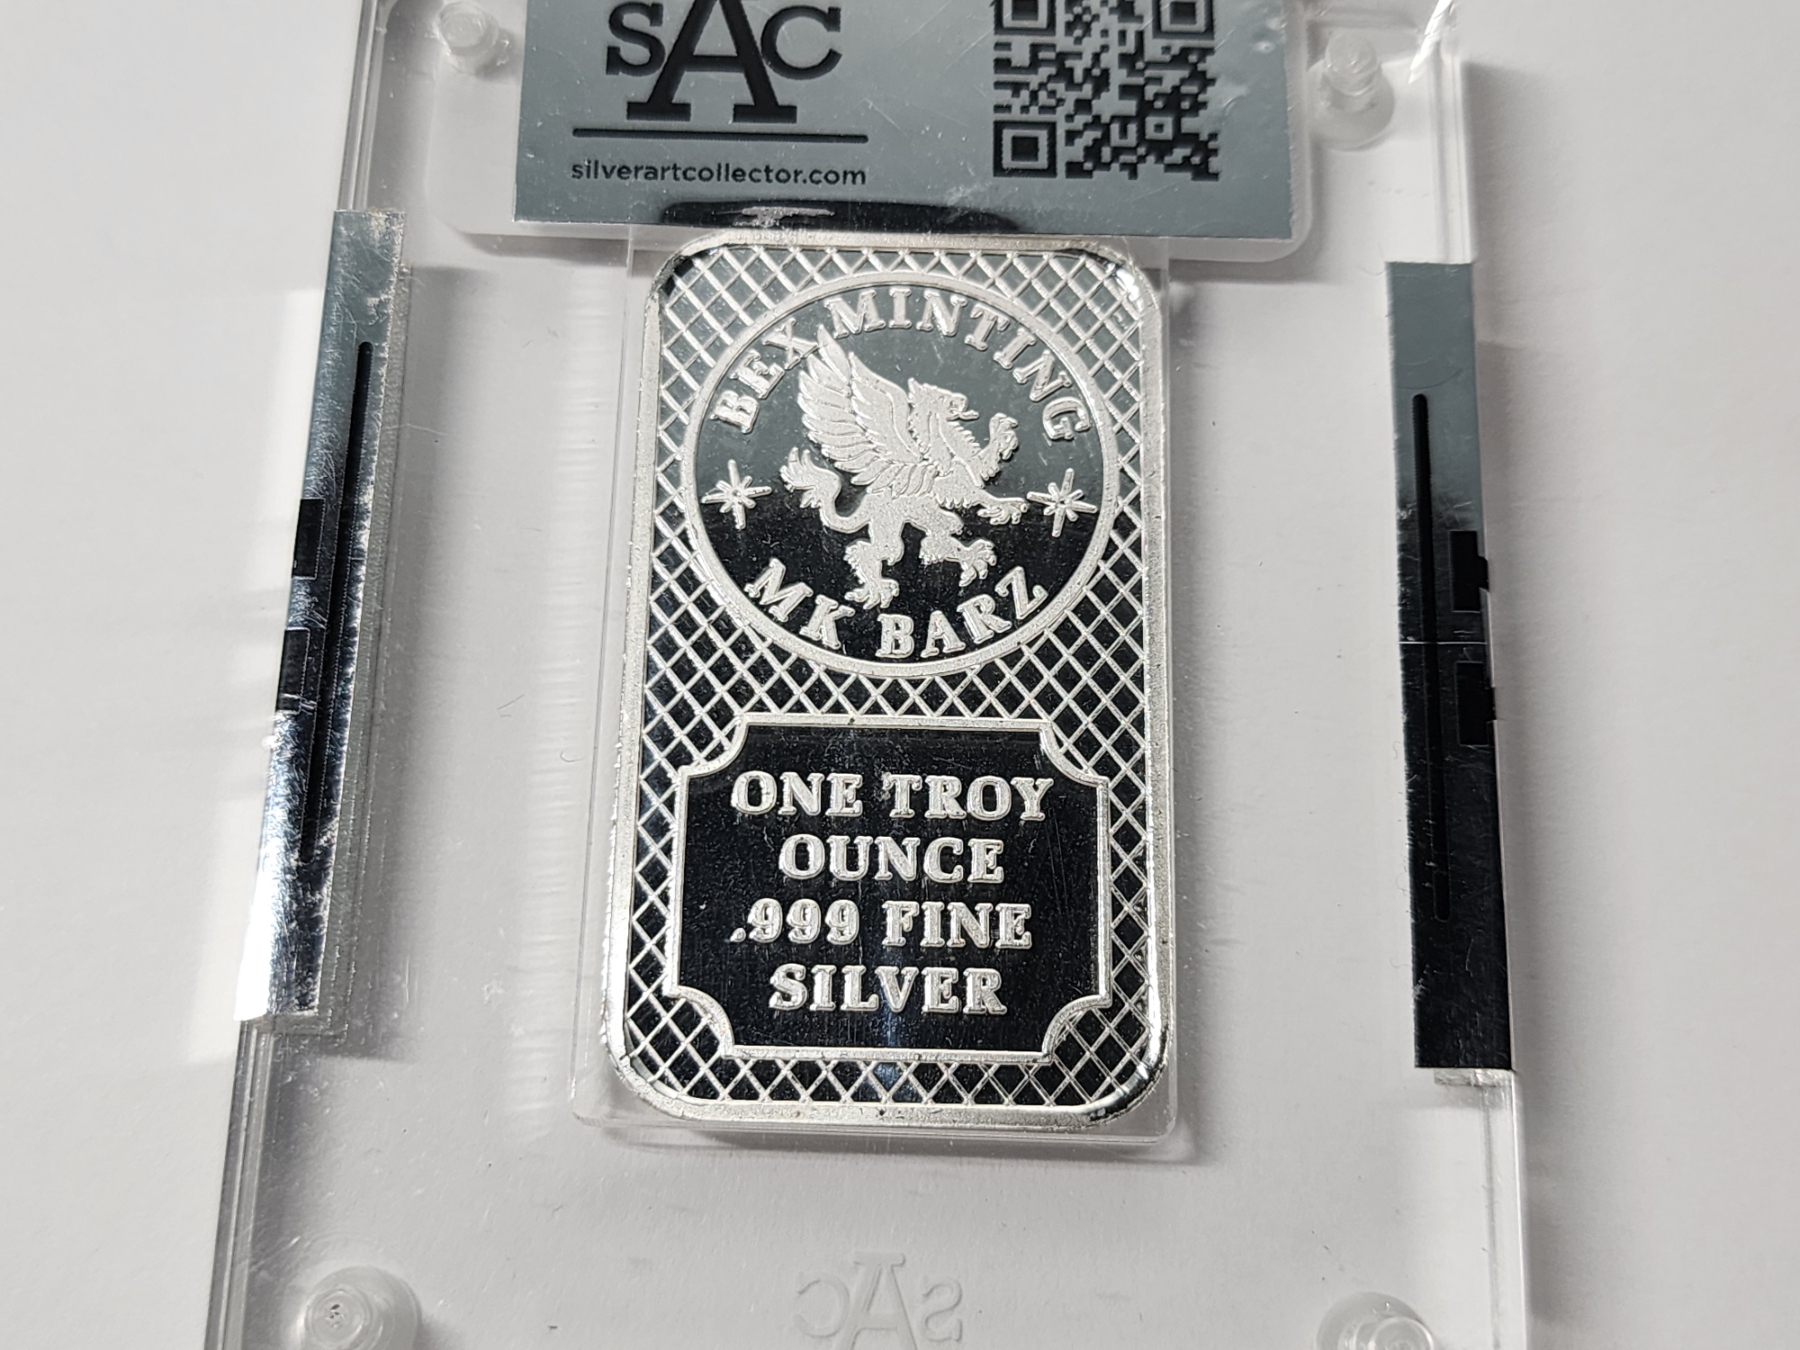 SAC
silverartcollector.com
BEX MINTING
MK BARZ
ONE TROY
OUNCE
.999 FINE
SILVER
SAC